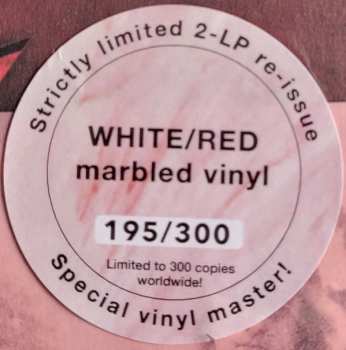 Strictly limited 2-LP re-issue
WHITE/RED
marbled vinyl
195/300
Limited to 300 copies
worldwide!
Special vinyl master!